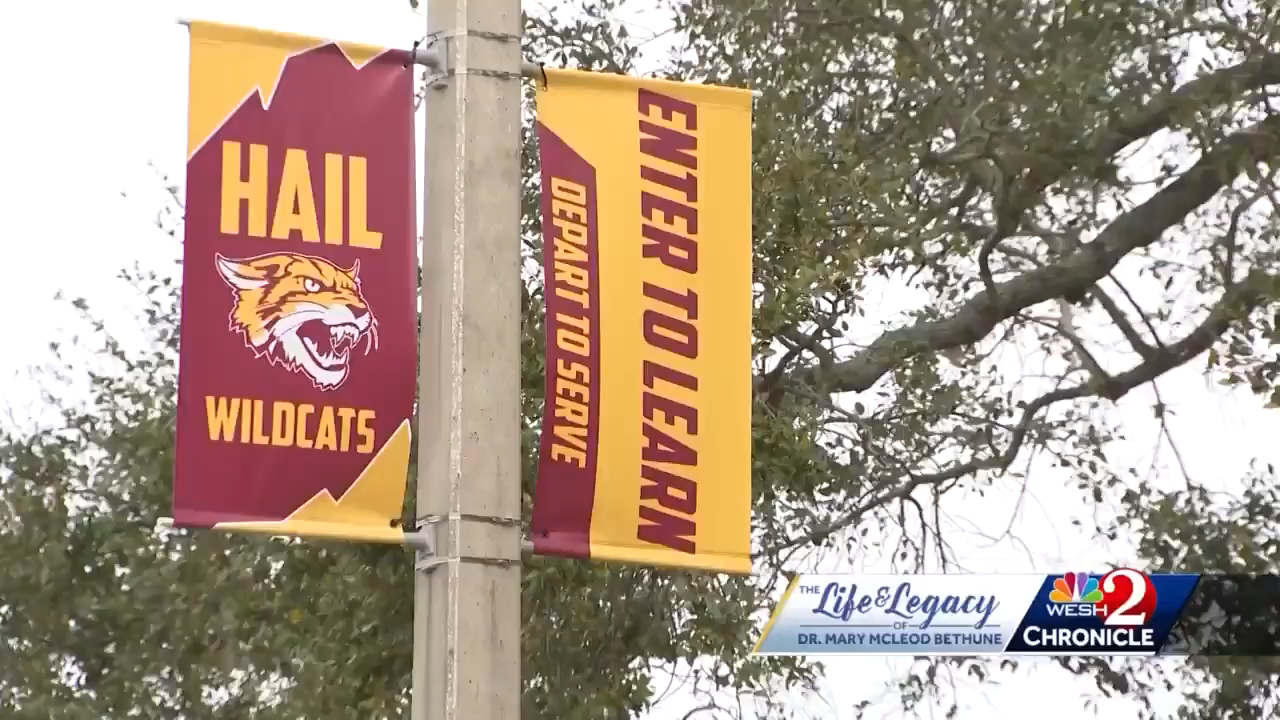 HAIL
WILDCATS
ENTER TO LEARN
DEPART TO SERVE
THE Life & Legacy
OF
DR. MARY MCLEOD BETHUNE
WESH 2
CHRONICLE